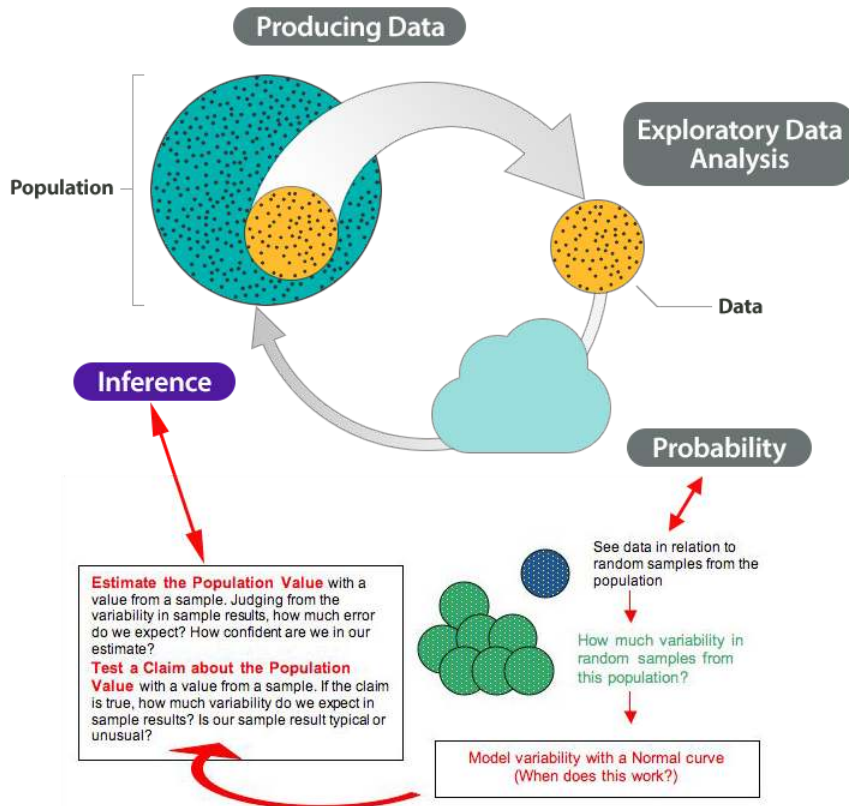 Producing Data
Exploratory Data
Analysis
Population
Data
Inference
Probability
See data in relation to
random samples from the
population
How much variability in
random samples from
this population?
Model variability with a Normal curve
(When does this work?)
Estimate the Population Value with a
value from a sample. Judging from the
variability in sample results, how much error
do we expect? How confident are we in our
estimate?
Test a Claim about the Population
Value with a value from a sample. If the claim
is true, how much variability do we expect in
sample results? Is our sample result typical or
unusual?